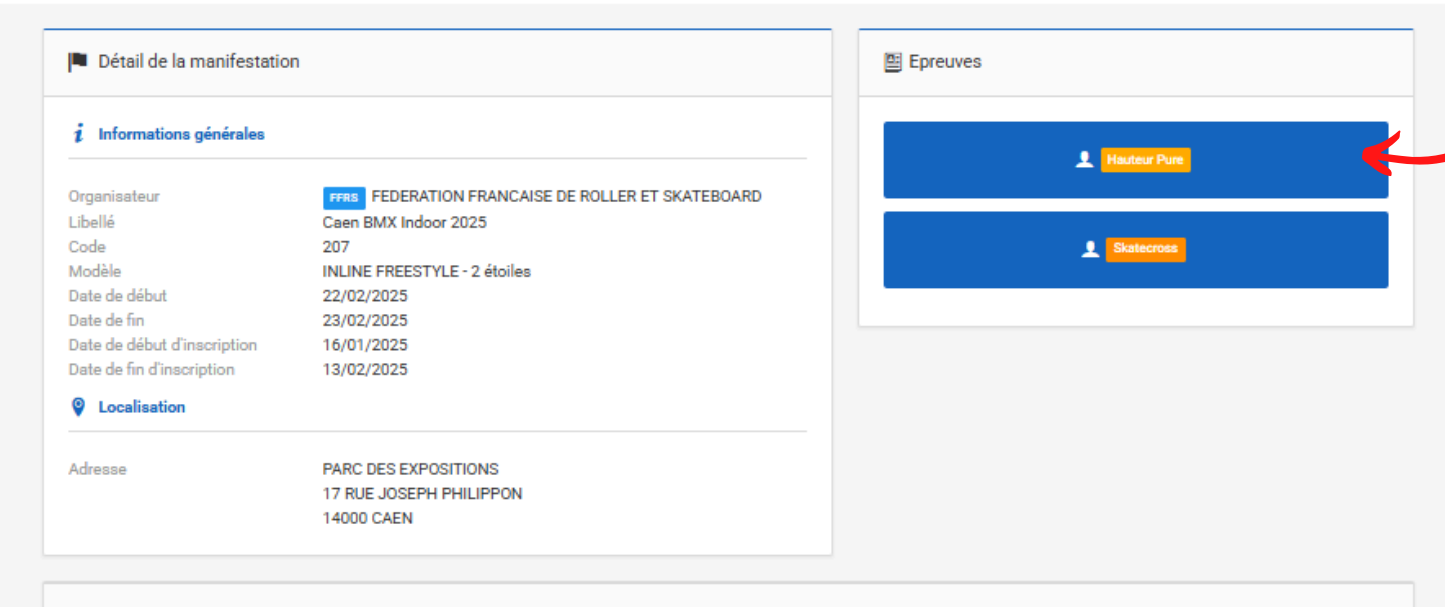 Détail de la manifestation
Informations générales
Organisateur FFRS FEDERATION FRANCAISE DE ROLLER ET SKATEBOARD
Libellé Caen BMX Indoor 2025
Code 207
Modèle INLINE FREESTYLE - 2 étoiles
Date de début 22/02/2025
Date de fin 23/02/2025
Date de début d'inscription 16/01/2025
Date de fin d'inscription 13/02/2025
Localisation
Adresse PARC DES EXPOSITIONS
17 RUE JOSEPH PHILIPPON
14000 CAEN
Epreuves
Hauteur Pure
Skatecross